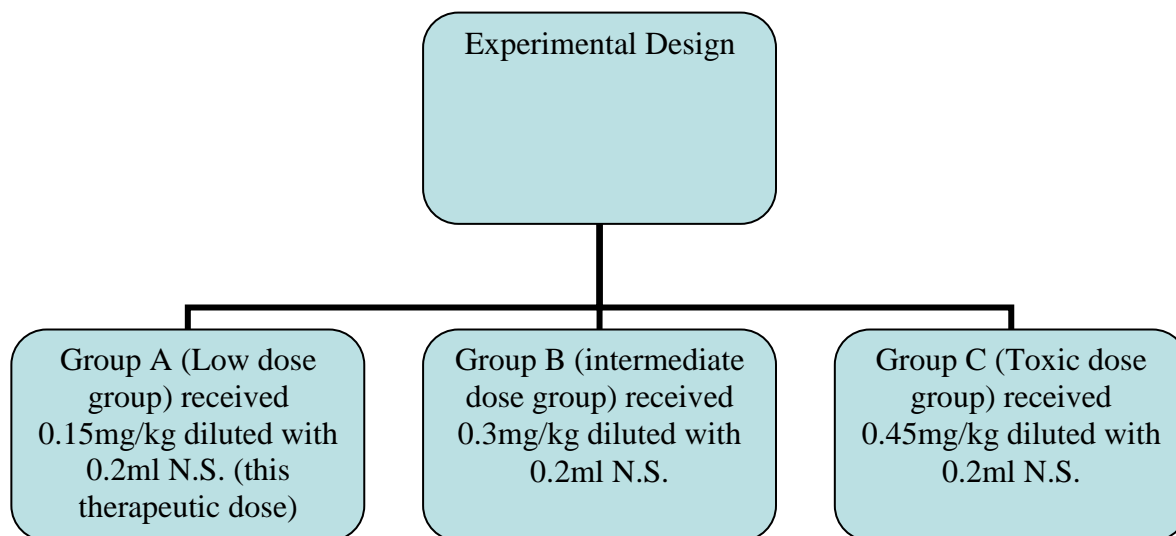 Experimental Design
Group A (Low dose
group) received
0.15mg/kg diluted with
0.2ml N.S. (this
therapeutic dose)
Group B (intermediate
dose group) received
0.3mg/kg diluted with
0.2ml N.S.
Group C (Toxic dose
group) received
0.45mg/kg diluted with
0.2ml N.S.